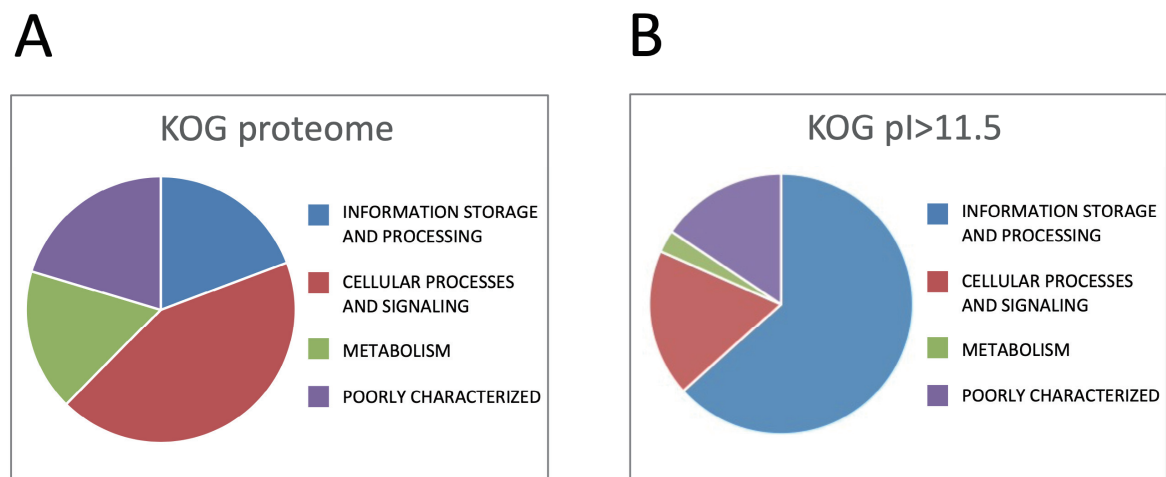 A
KOG proteome
INFORMATION STORAGE
AND PROCESSING
CELLULAR PROCESSES
AND SIGNALING
METABOLISM
POORLY CHARACTERIZED
B
KOG pI>11.5
INFORMATION STORAGE
AND PROCESSING
CELLULAR PROCESSES
AND SIGNALING
METABOLISM
POORLY CHARACTERIZED